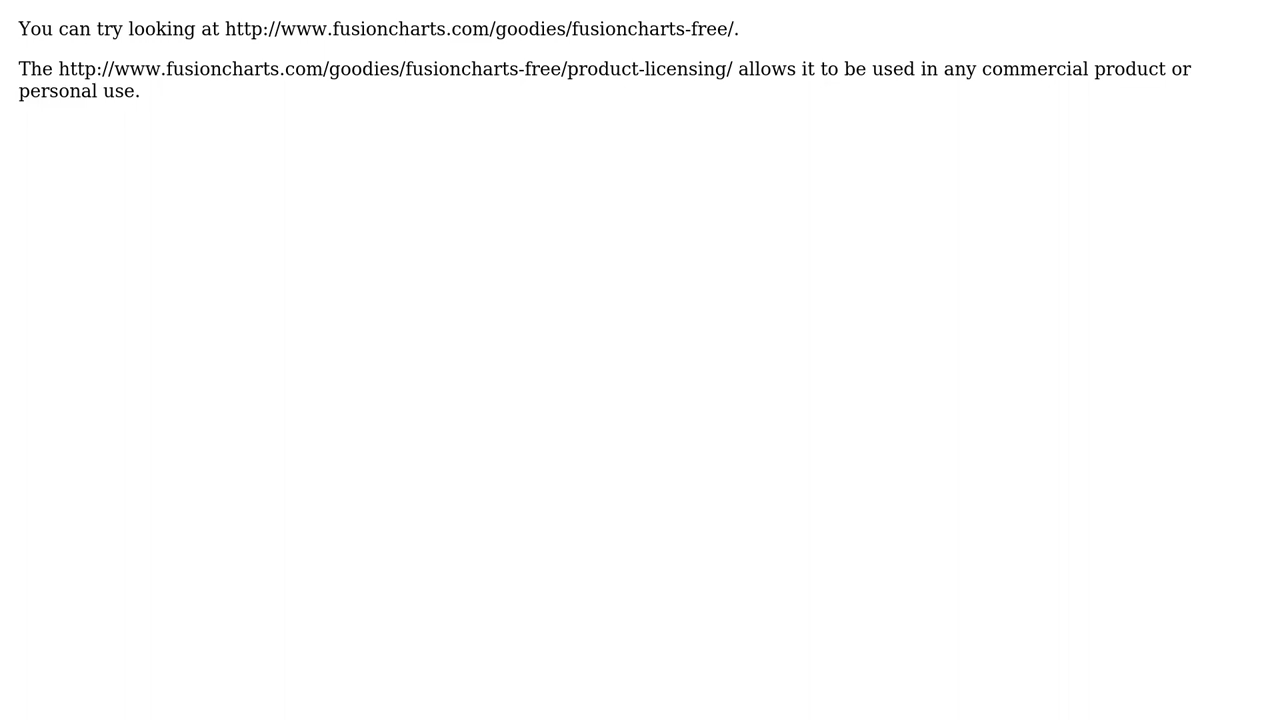 You can try looking at http://www.fusioncharts.com/goodies/fusioncharts-free/.
The http://www.fusioncharts.com/goodies/fusioncharts-free/product-licensing/ allows it to be used in any commercial product or
personal use.